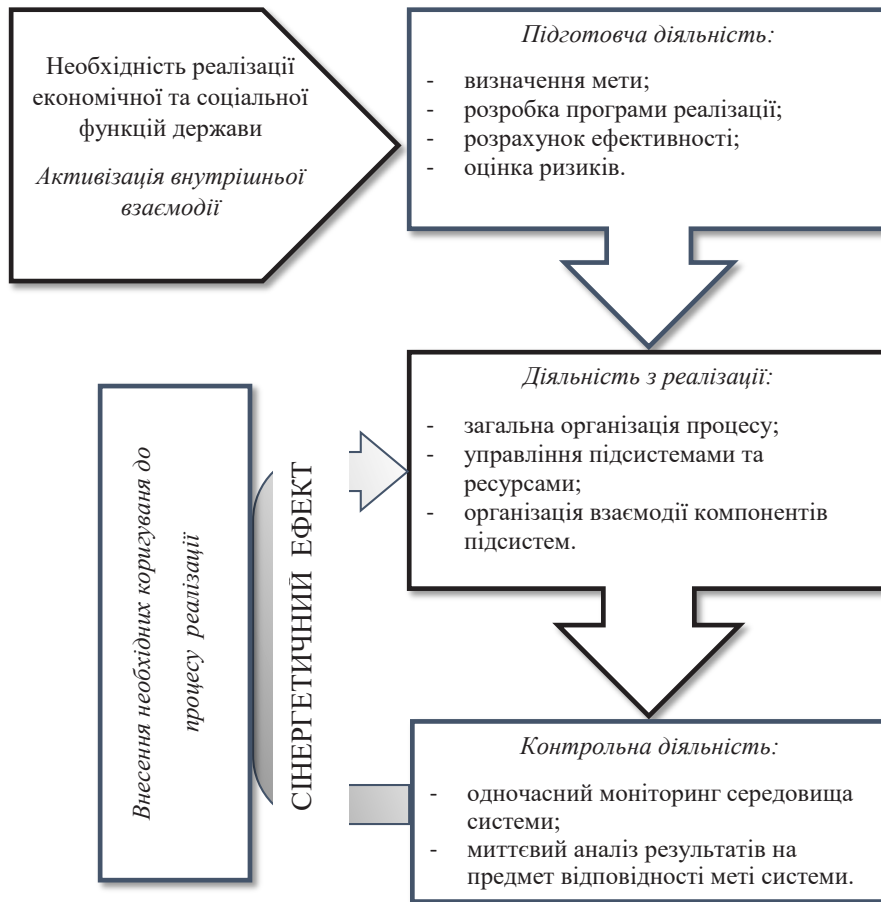 Необхідність реалізації
економічної та соціальної
функцій держави
Активізація внутрішньої
взаємодії
Підготовча діяльність:
- визначення мети;
- розробка програми реалізації;
- розрахунок ефективності;
- оцінка ризиків.
Діяльність з реалізації:
- загальна організація процесу;
- управління підсистемами та
ресурсами;
- організація взаємодії компонентів
підсистем.
Внесення необхідних коригуваня до
процесу реалізації
СІНЕРГЕТИЧНИЙ ЕФЕКТ
Контрольна діяльність:
- одночасний моніторинг середовища
системи;
- миттєвий аналіз результатів на
предмет відповідності меті системи.